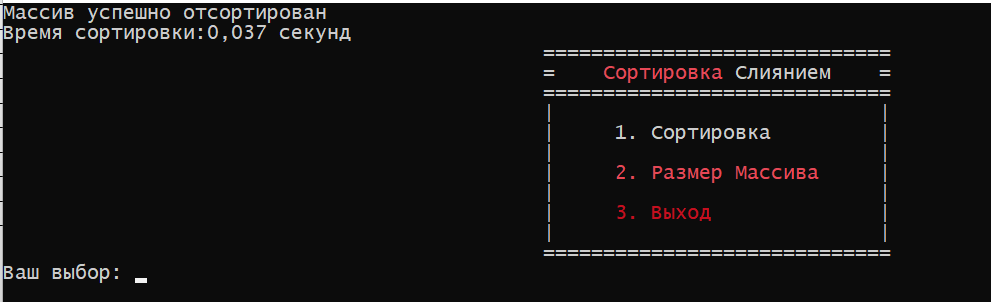 Массив успешно отсортирован
Время сортировки:0,037 секунд
=============================
= Сортировка Слиянием =
=============================
1. Сортировка
2. Размер Массива
3. Выход
=============================
Ваш выбор: